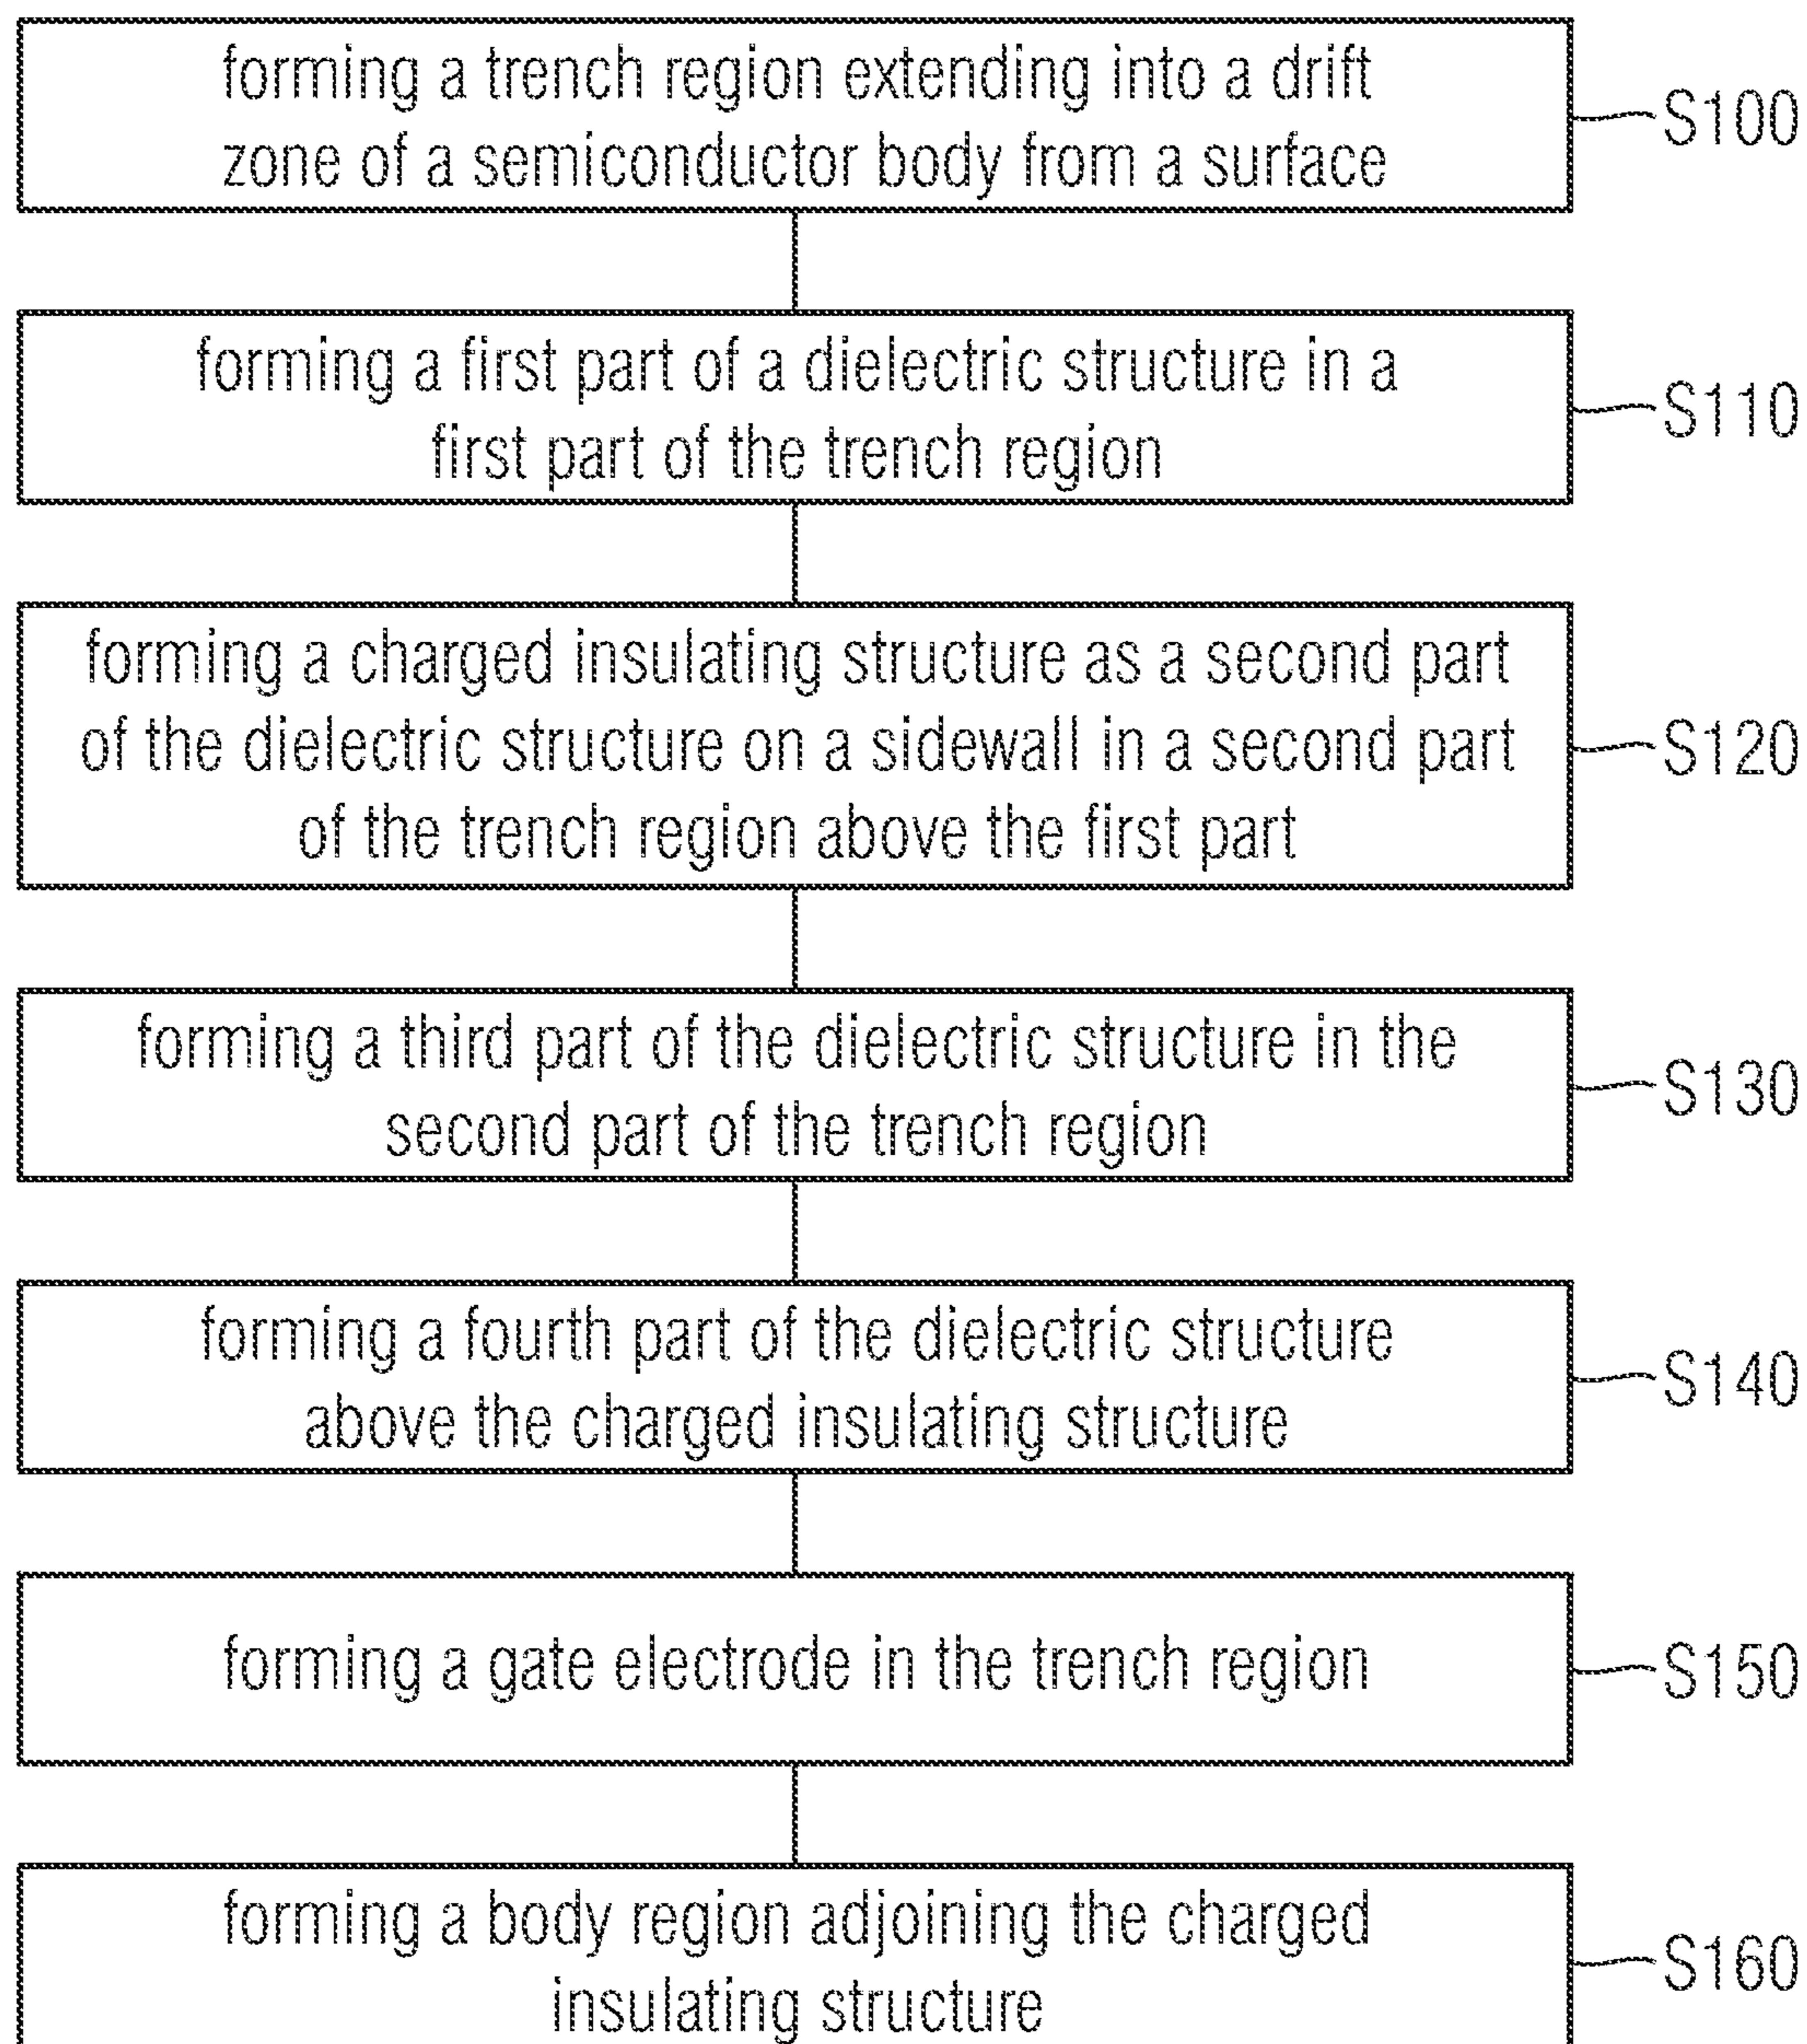 forming a trench region extending into a drift
zone of a semiconductor body from a surface
S100
forming a first part of a dielectric structure in a
first part of the trench region
S110
forming a charged insulating structure as a second part
of the dielectric structure on a sidewall in a second part
of the trench region above the first part
S120
forming a third part of the dielectric structure in the
second part of the trench region
S130
forming a fourth part of the dielectric structure
above the charged insulating structure
S140
forming a gate electrode in the trench region
S150
forming a body region adjoining the charged
insulating structure
S160